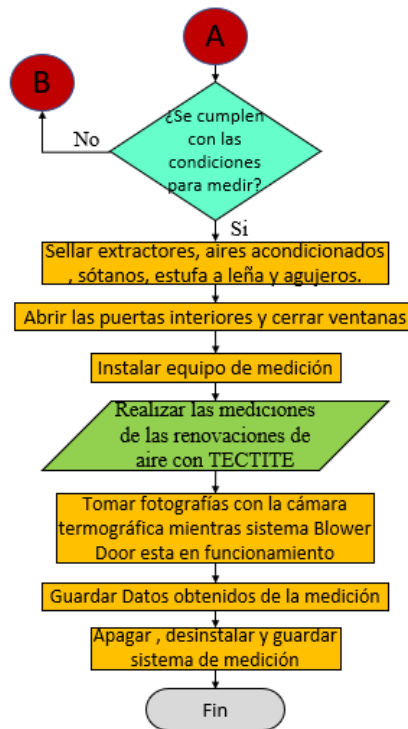 A
B
¿Se cumplen
con las
condiciones
para medir?
No
Si
Sellar extractores, aires acondicionados
, sótanos, estufa a leña y agujeros.
Abrir las puertas interiores y cerrar ventanas
Instalar equipo de medición
Realizar las mediciones
de las renovaciones de
aire con TECTITE
Tomar fotografías con la cámara
termográfica mientras sistema Blower
Door esta en funcionamiento
Guardar Datos obtenidos de la medición
Apagar , desinstalar y guardar
sistema de medición
Fin